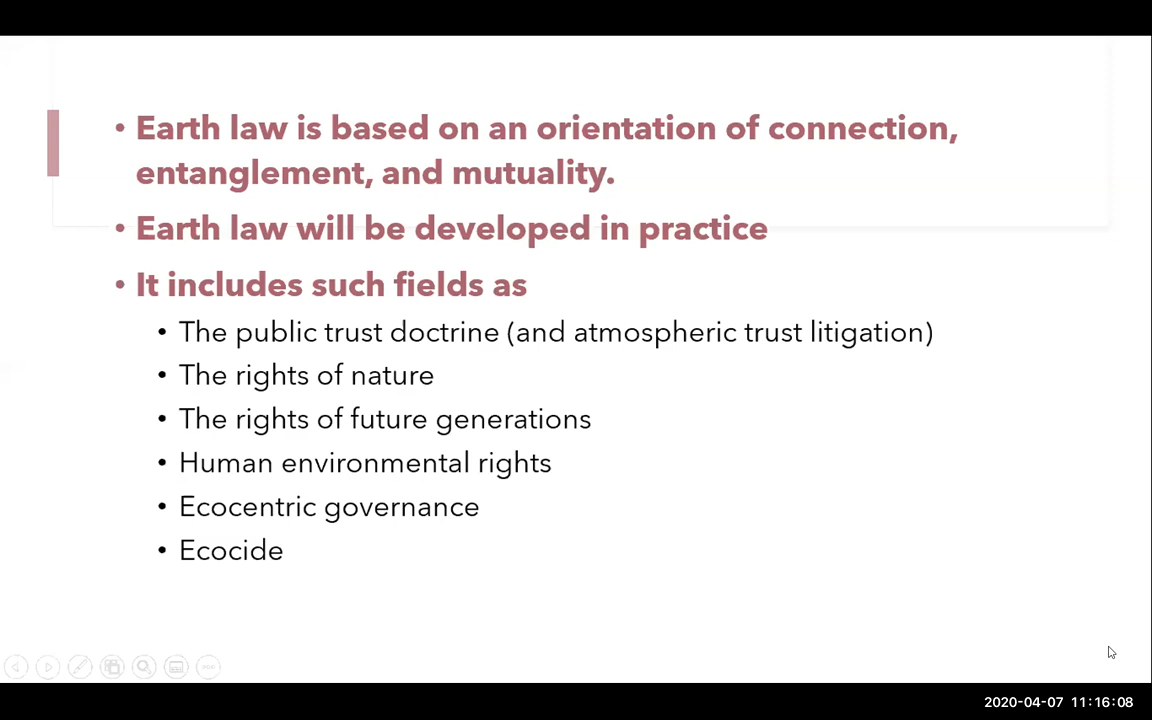 • Earth law is based on an orientation of connection,
entanglement, and mutuality.
• Earth law will be developed in practice
• It includes such fields as
• The public trust doctrine (and atmospheric trust litigation)
• The rights of nature
• The rights of future generations
• Human environmental rights
• Ecocentric governance
• Ecocide
2020-04-07 11:16:08